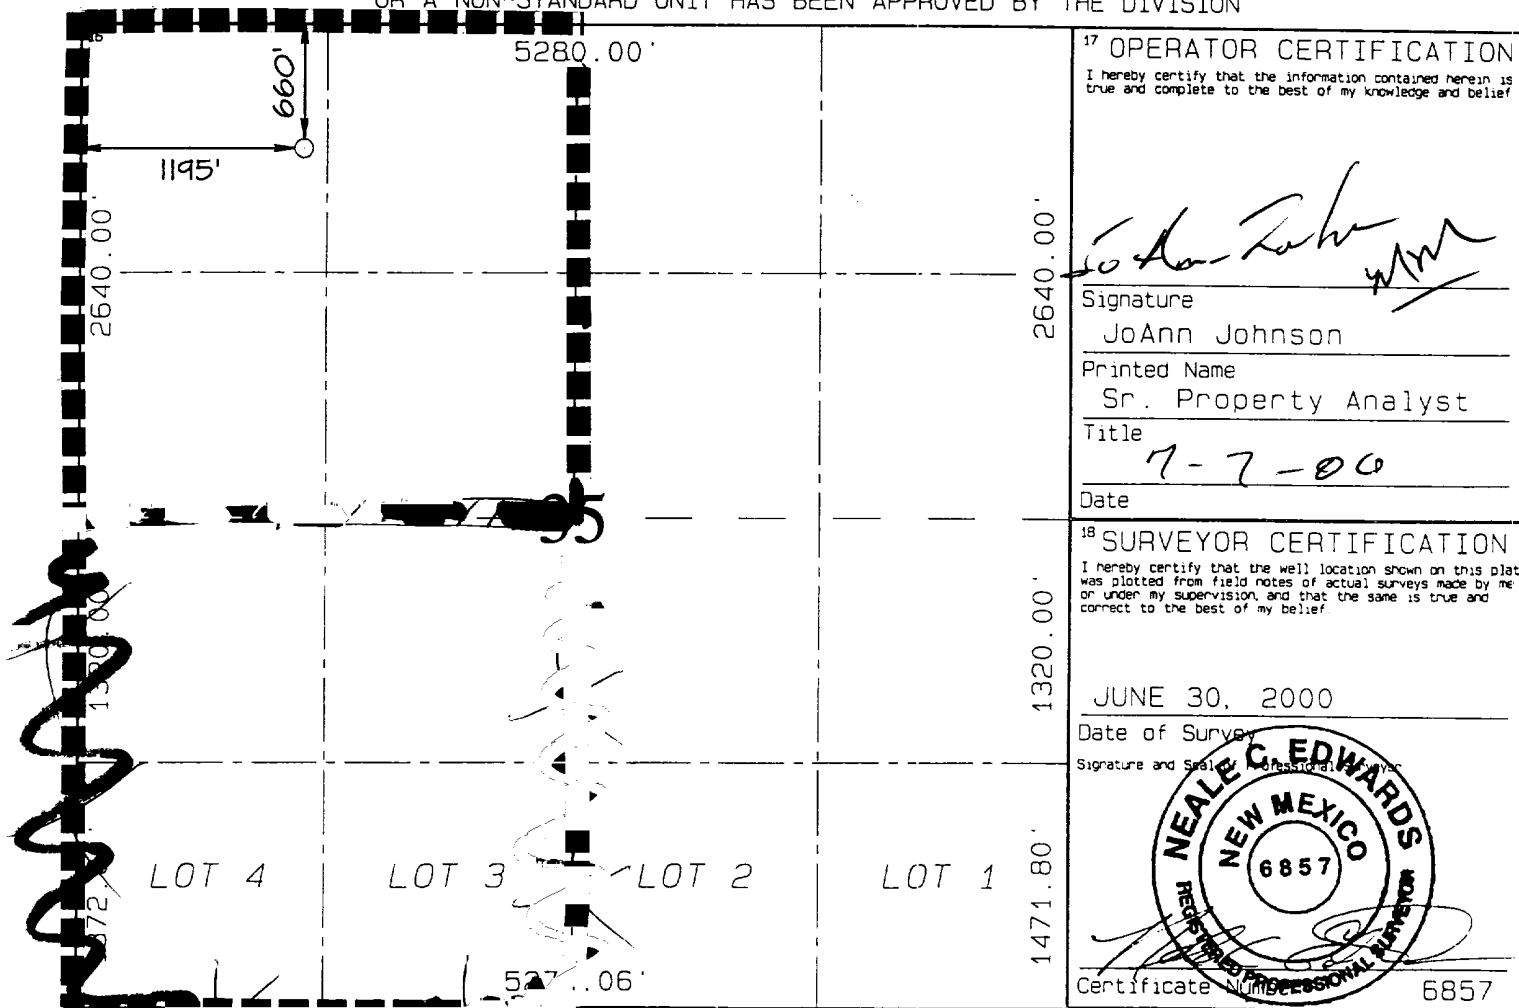 OR A NON-STANDARD UNIT HAS BEEN APPROVED BY THE DIVISION
16
5280.00'
660'
1195'
2640.00'
2640.00'
35
1320.00'
LOT 4
LOT 3
LOT 2
LOT 1
1471.80'
17 OPERATOR CERTIFICATION
I hereby certify that the information contained herein is
true and complete to the best of my knowledge and belief
Signature
JoAnn Johnson
Printed Name
Sr. Property Analyst
Title
7-7-00
Date
18 SURVEYOR CERTIFICATION
I hereby certify that the well location shown on this plat
was plotted from field notes of actual surveys made by me
or under my supervision, and that the same is true and
correct to the best of my belief.
JUNE 30, 2000
Date of Survey
Signature and Seal of Professional Surveyor
NEALE C. EDWARDS
NEW MEXICO
6857
REGISTERED PROFESSIONAL SURVEYOR
Certificate Number
6857